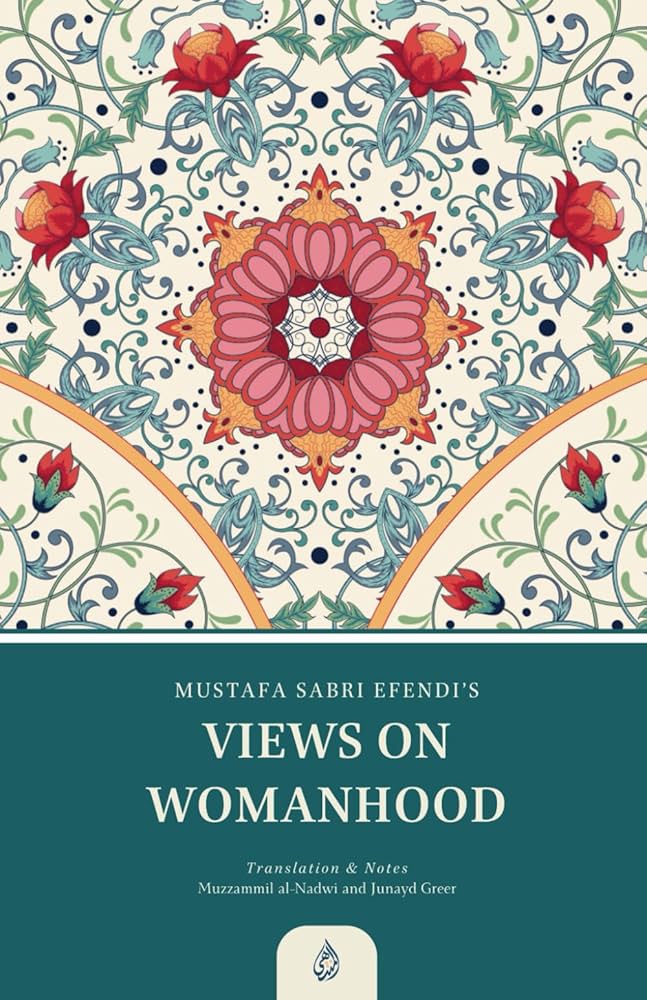 MUSTAFA SABRI EFENDI'S
VIEWS ON
WOMANHOOD
Translation & Notes
Muzzammil al-Nadwi and Junayd Greer